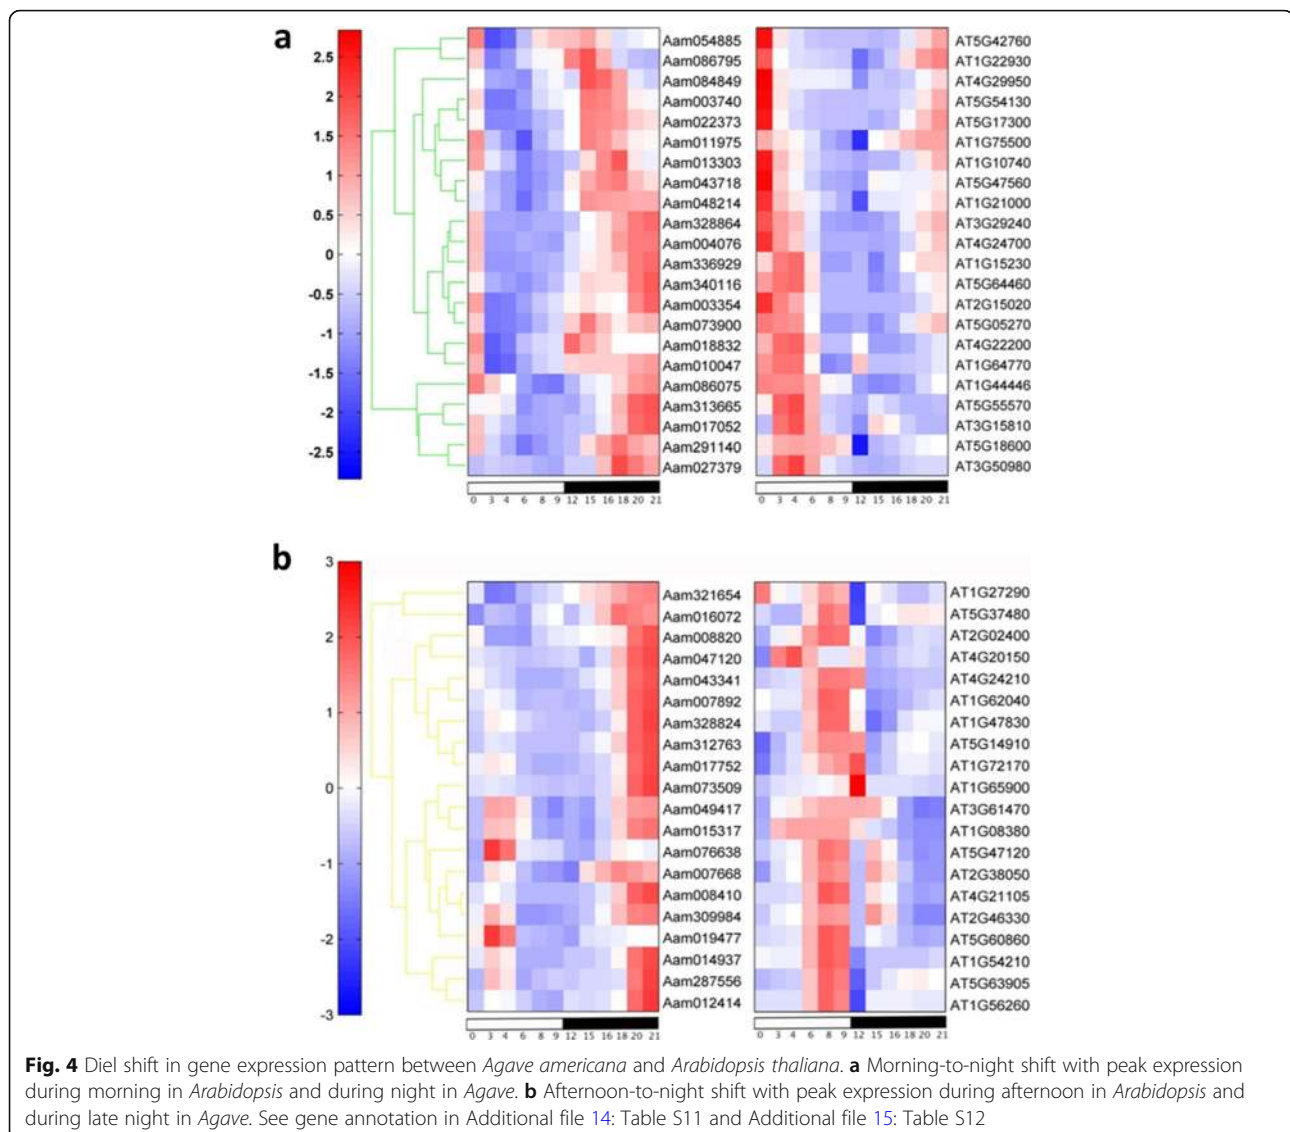 a
2.5
2
1.5
1
0.5
0
-0.5
-1
-1.5
-2
-2.5
Aam054885
Aam086795
Aam084849
Aam003740
Aam022373
Aam011975
Aam013303
Aam043718
Aam048214
Aam328864
Aam004076
Aam336929
Aam340116
Aam003354
Aam073900
Aam018832
Aam010047
Aam086075
Aam313665
Aam017052
Aam291140
Aam027379
0 3 4 6 8 9 12 15 16 18 20 21
AT5G42760
AT1G22930
AT4G29950
AT5G54130
AT5G17300
AT1G75500
AT1G10740
AT5G47560
AT1G21000
AT3G29240
AT4G24700
AT1G15230
AT5G64460
AT2G15020
AT5G05270
AT4G22200
AT1G64770
AT1G44446
AT5G55570
AT3G15810
AT5G18600
AT3G50980
0 3 4 6 8 9 12 15 16 18 20 21
b
3
2
1
0
-1
-2
-3
Aam321654
Aam016072
Aam008820
Aam047120
Aam043341
Aam007892
Aam328824
Aam312763
Aam017752
Aam073509
Aam049417
Aam015317
Aam076638
Aam007668
Aam008410
Aam309984
Aam019477
Aam014937
Aam287556
Aam012414
0 3 4 6 8 9 12 15 16 18 20 21
AT1G27290
AT5G37480
AT2G02400
AT4G20150
AT4G24210
AT1G62040
AT1G47830
AT5G14910
AT1G72170
AT1G65900
AT3G61470
AT1G08380
AT5G47120
AT2G38050
AT4G21105
AT2G46330
AT5G60860
AT1G54210
AT5G63905
AT1G56260
0 3 4 6 8 9 12 15 16 18 20 21
Fig. 4 Diel shift in gene expression pattern between Agave americana and Arabidopsis thaliana. a Morning-to-night shift with peak expression
during morning in Arabidopsis and during night in Agave. b Afternoon-to-night shift with peak expression during afternoon in Arabidopsis and
during late night in Agave. See gene annotation in Additional file 14: Table S11 and Additional file 15: Table S12